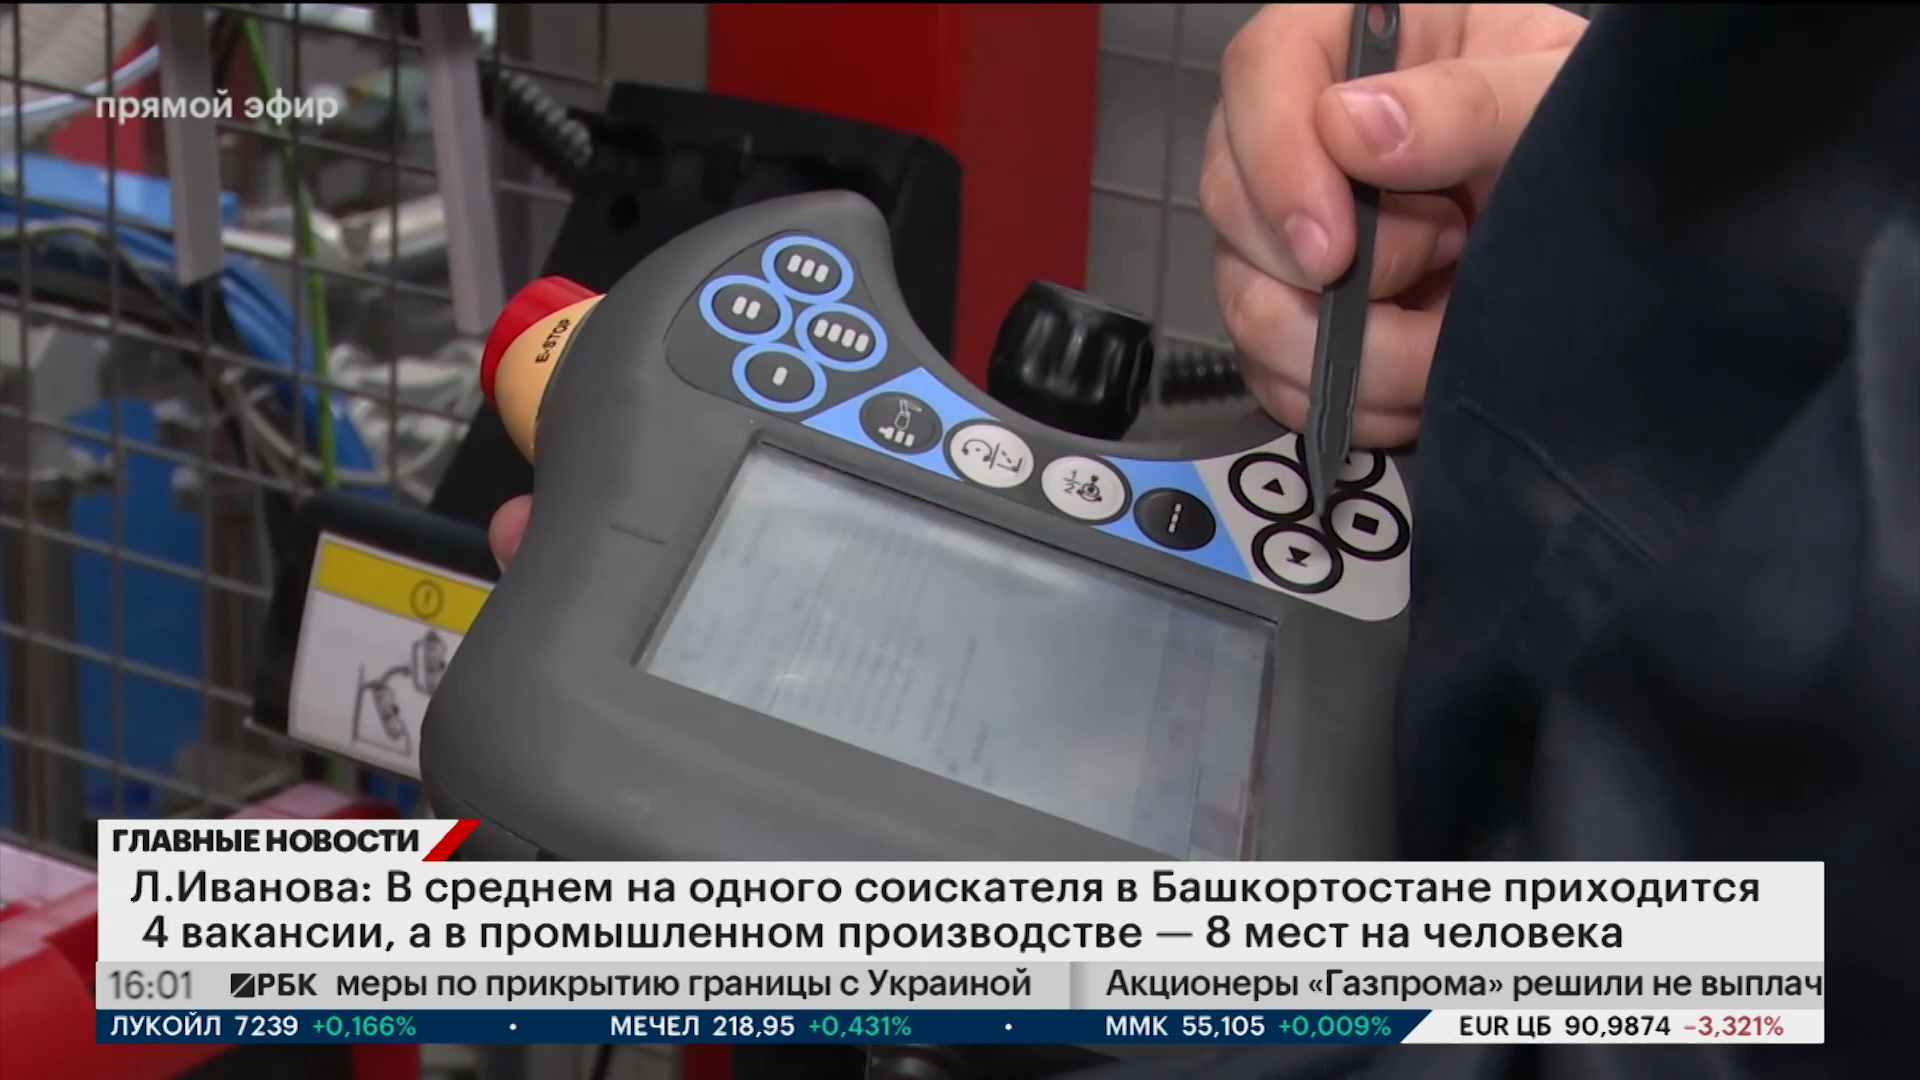 прямой эфир
E-STOP
ГЛАВНЫЕ НОВОСТИ
Л.Иванова: В среднем на одного соискателя в Башкортостане приходится
4 вакансии, а в промышленном производстве — 8 мест на человека
16:01 РБК меры по прикрытию границы с Украиной Акционеры «Газпрома» решили не выплач
ЛУКОЙЛ 7239 +0,166% • МЕЧЕЛ 218,95 +0,431% • ММК 55,105 +0,009% EUR ЦБ 90,9874 -3,321%